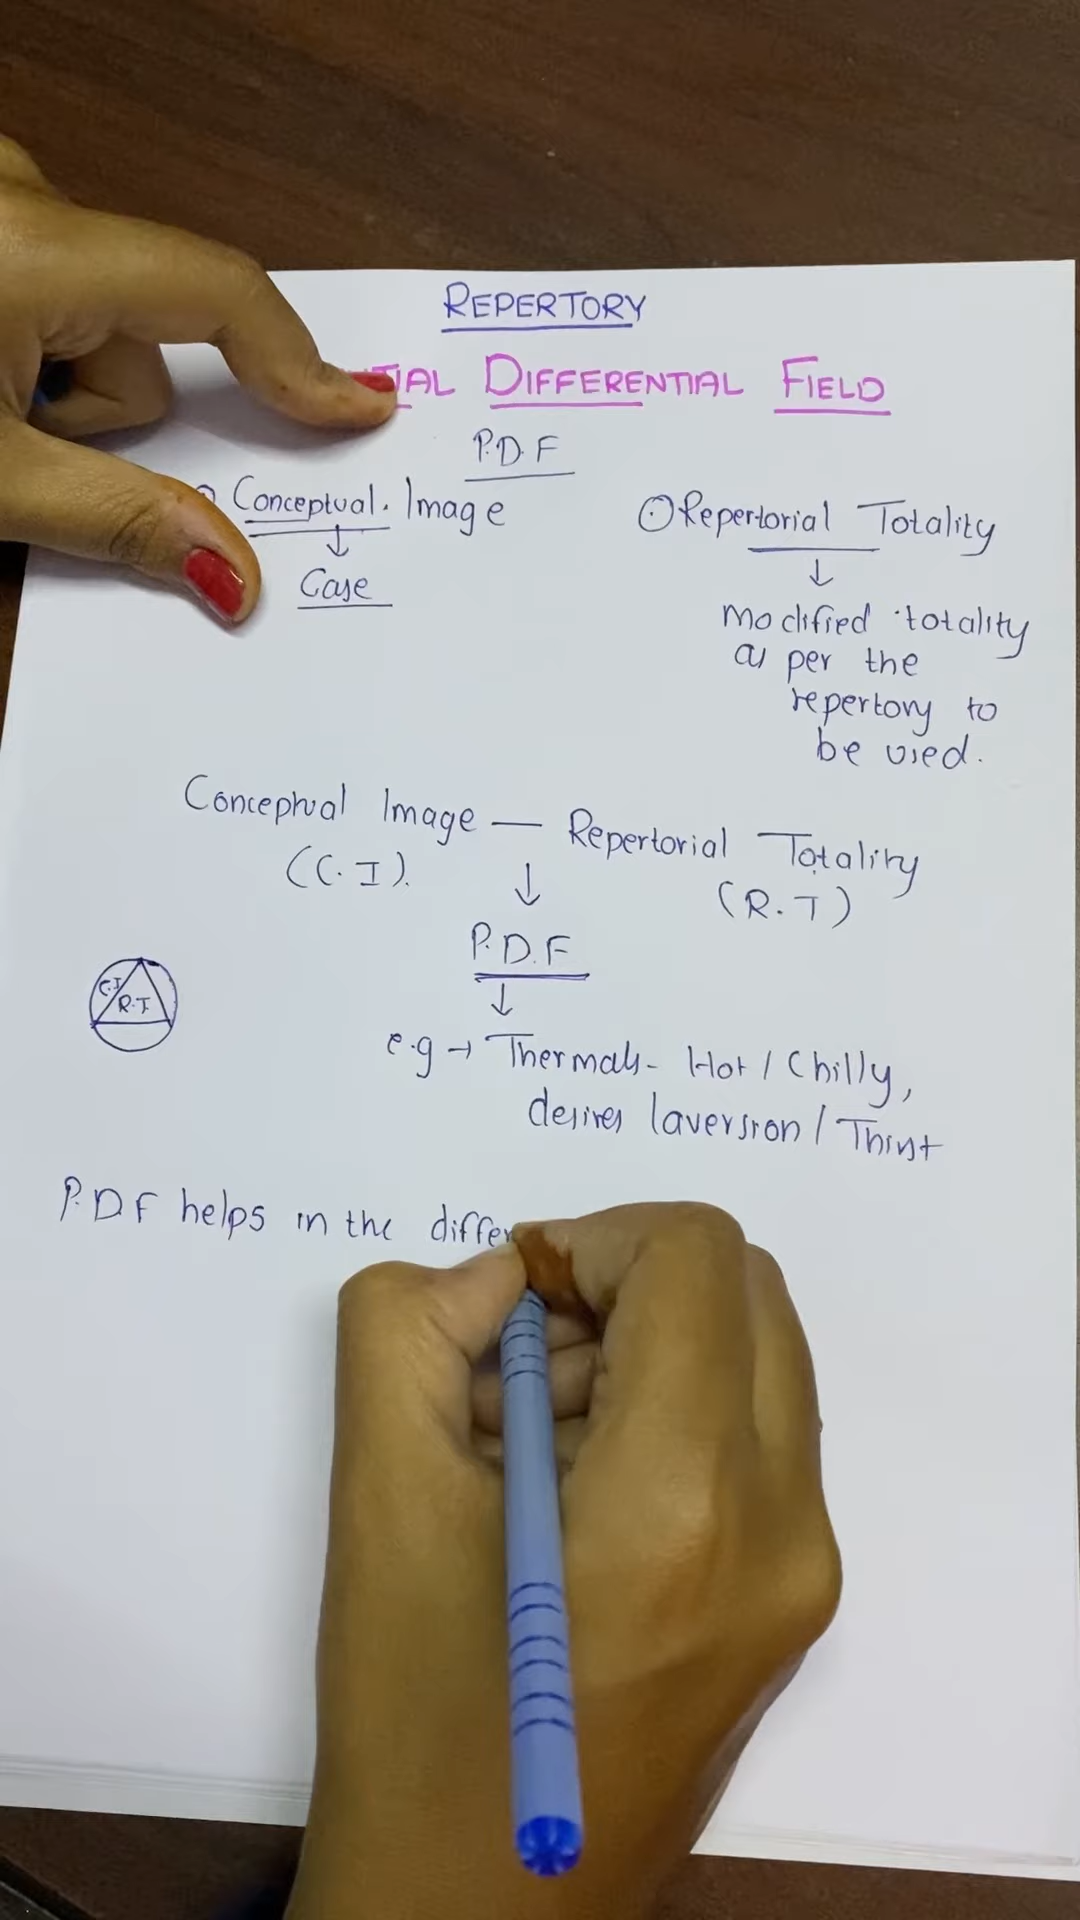 REPERTORY
TIAL DIFFERENTIAL FIELD
P.D.F
Conceptual. Image
↓
Case
⊙ Repertorial Totality
↓
modified totality
as per the
repertory to
be used.
Conceptual Image — Repertorial Totality
(C.I). ↓ (R.T)
P.D.F
↓
C.I
R.T.
e.g → Thermals - Hot / Chilly,
desires / aversion / Thirst
P.D.F helps in the differ